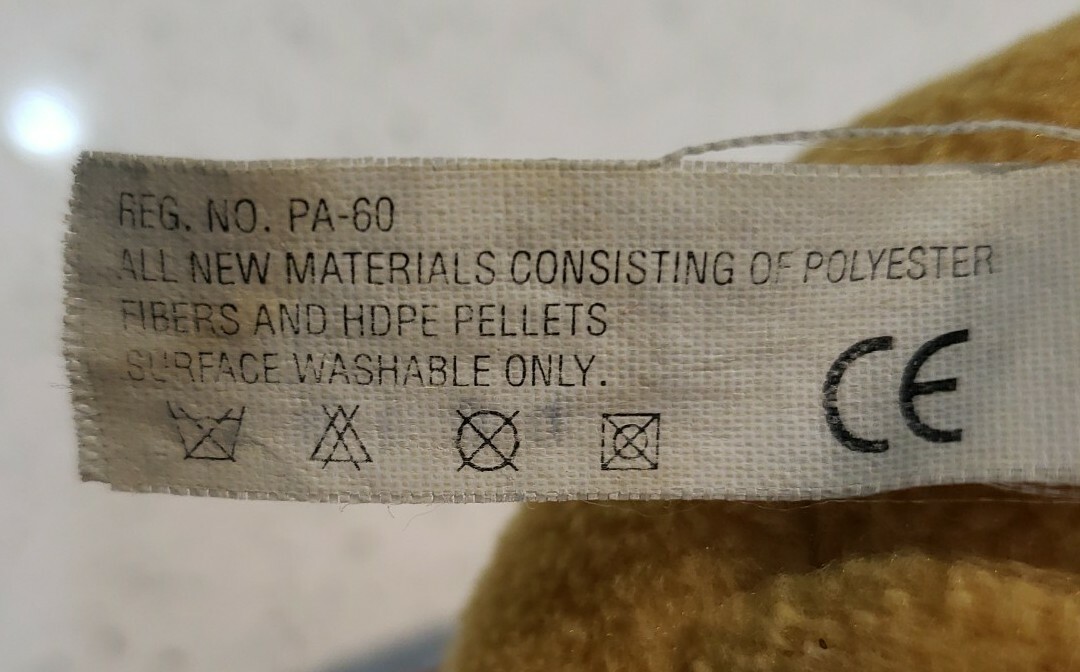 REG. NO. PA-60
ALL NEW MATERIALS CONSISTING OF POLYESTER
FIBERS AND HDPE PELLETS
SURFACE WASHABLE ONLY.
CE